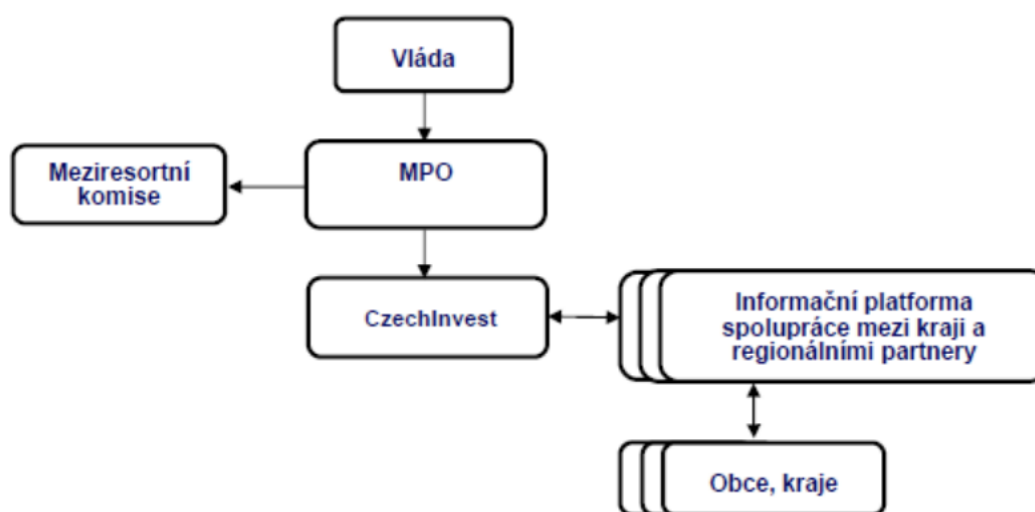 Vláda
MPO
Meziresortní
komise
CzechInvest
Informační platforma
spolupráce mezi kraji a
regionálními partnery
Obce, kraje